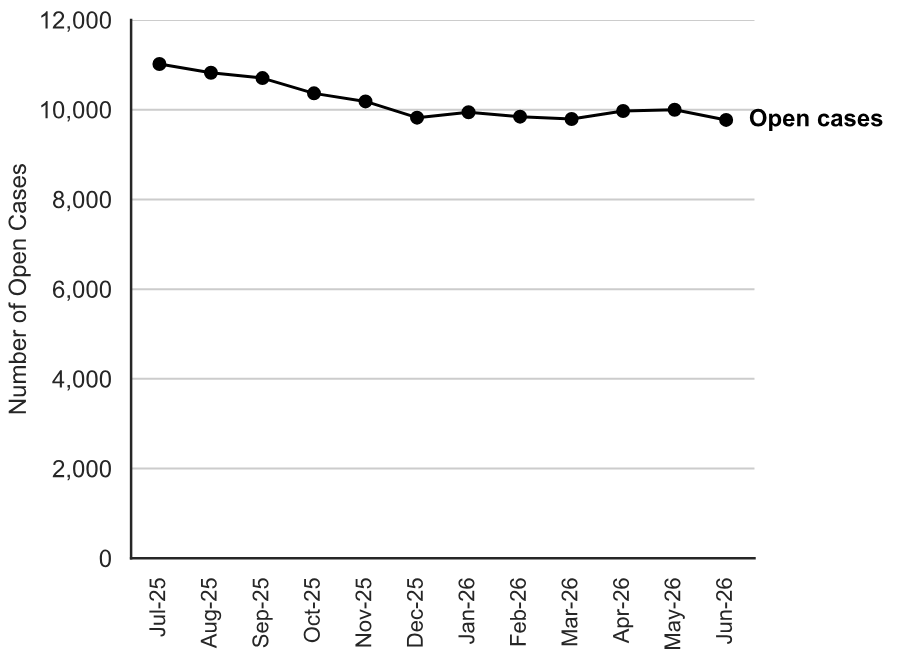 12,000
10,000
8,000
6,000
4,000
2,000
0
Number of Open Cases
Open cases
Jul-25
Aug-25
Sep-25
Oct-25
Nov-25
Dec-25
Jan-26
Feb-26
Mar-26
Apr-26
May-26
Jun-26